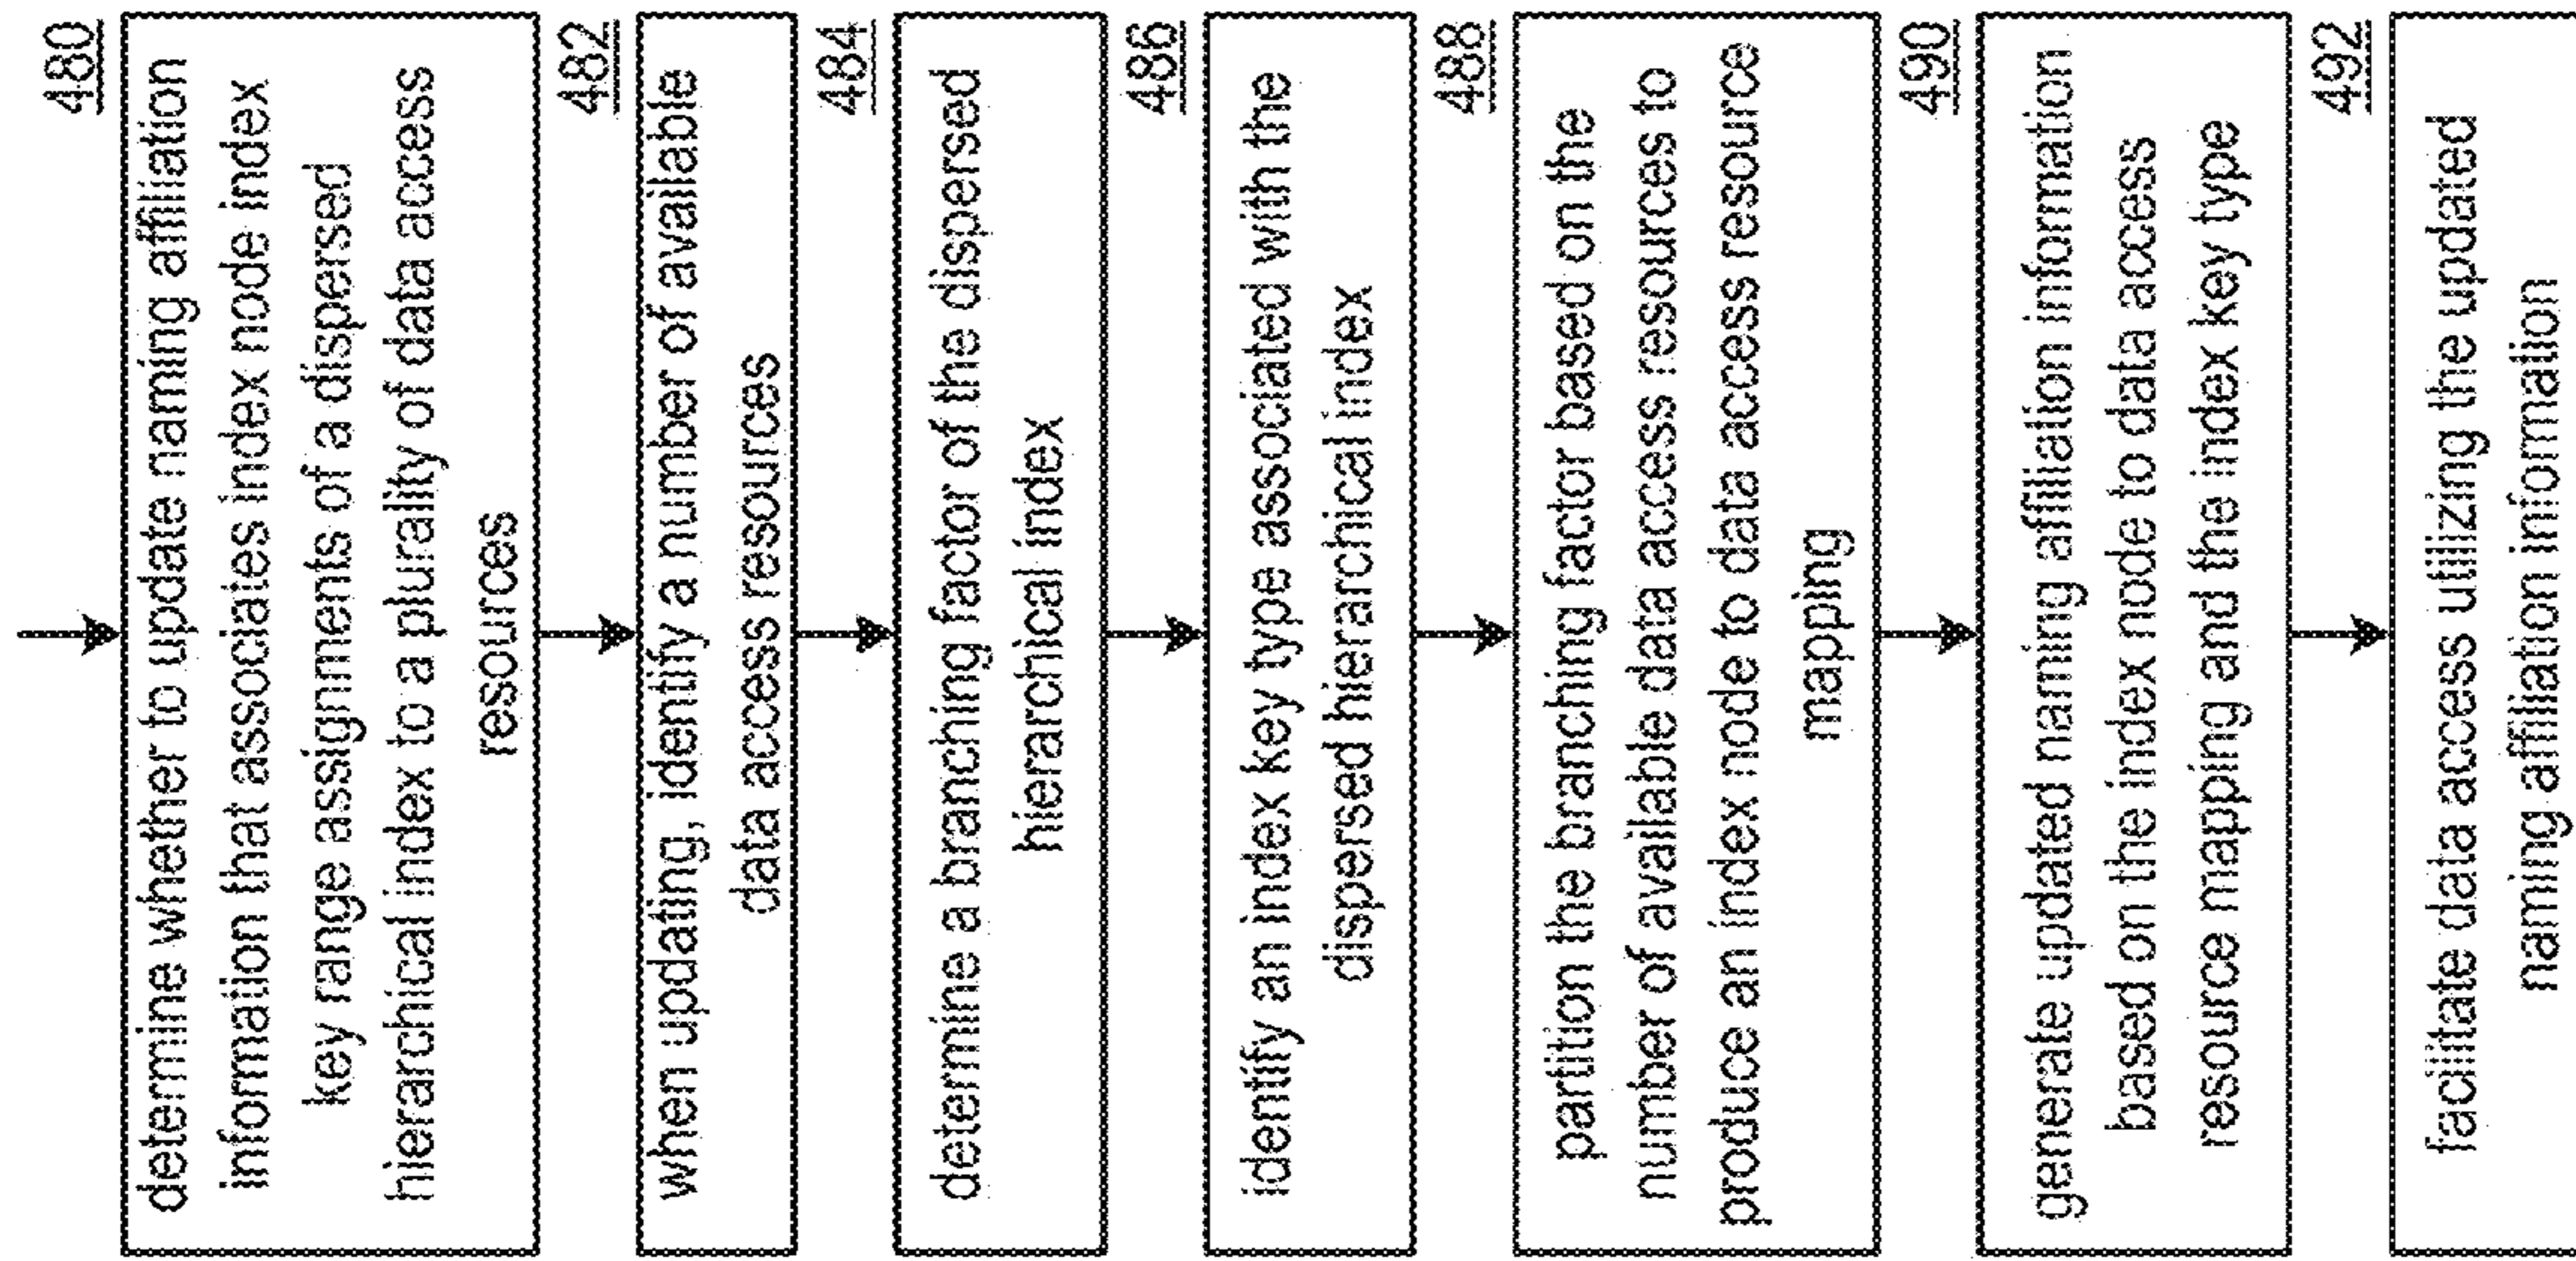 480
determine whether to update naming affiliation
information that associates index node index
key range assignments of a dispersed
hierarchical index to a plurality of data access
resources
482
when updating, identify a number of available
data access resources
484
determine a branching factor of the dispersed
hierarchical index
486
identify an index key type associated with the
dispersed hierarchical index
488
partition the branching factor based on the
number of available data access resources to
produce an index node to data access resource
mapping
490
generate updated naming affiliation information
based on the index node to data access
resource mapping and the index key type
492
facilitate data access utilizing the updated
naming affiliation information